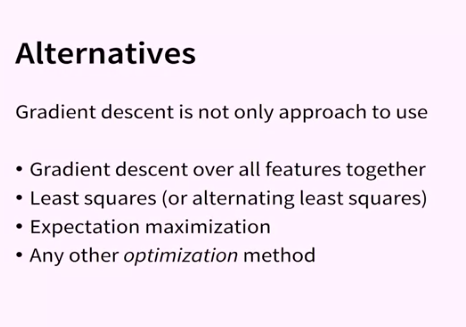 Alternatives
Gradient descent is not only approach to use
• Gradient descent over all features together
• Least squares (or alternating least squares)
• Expectation maximization
• Any other optimization method